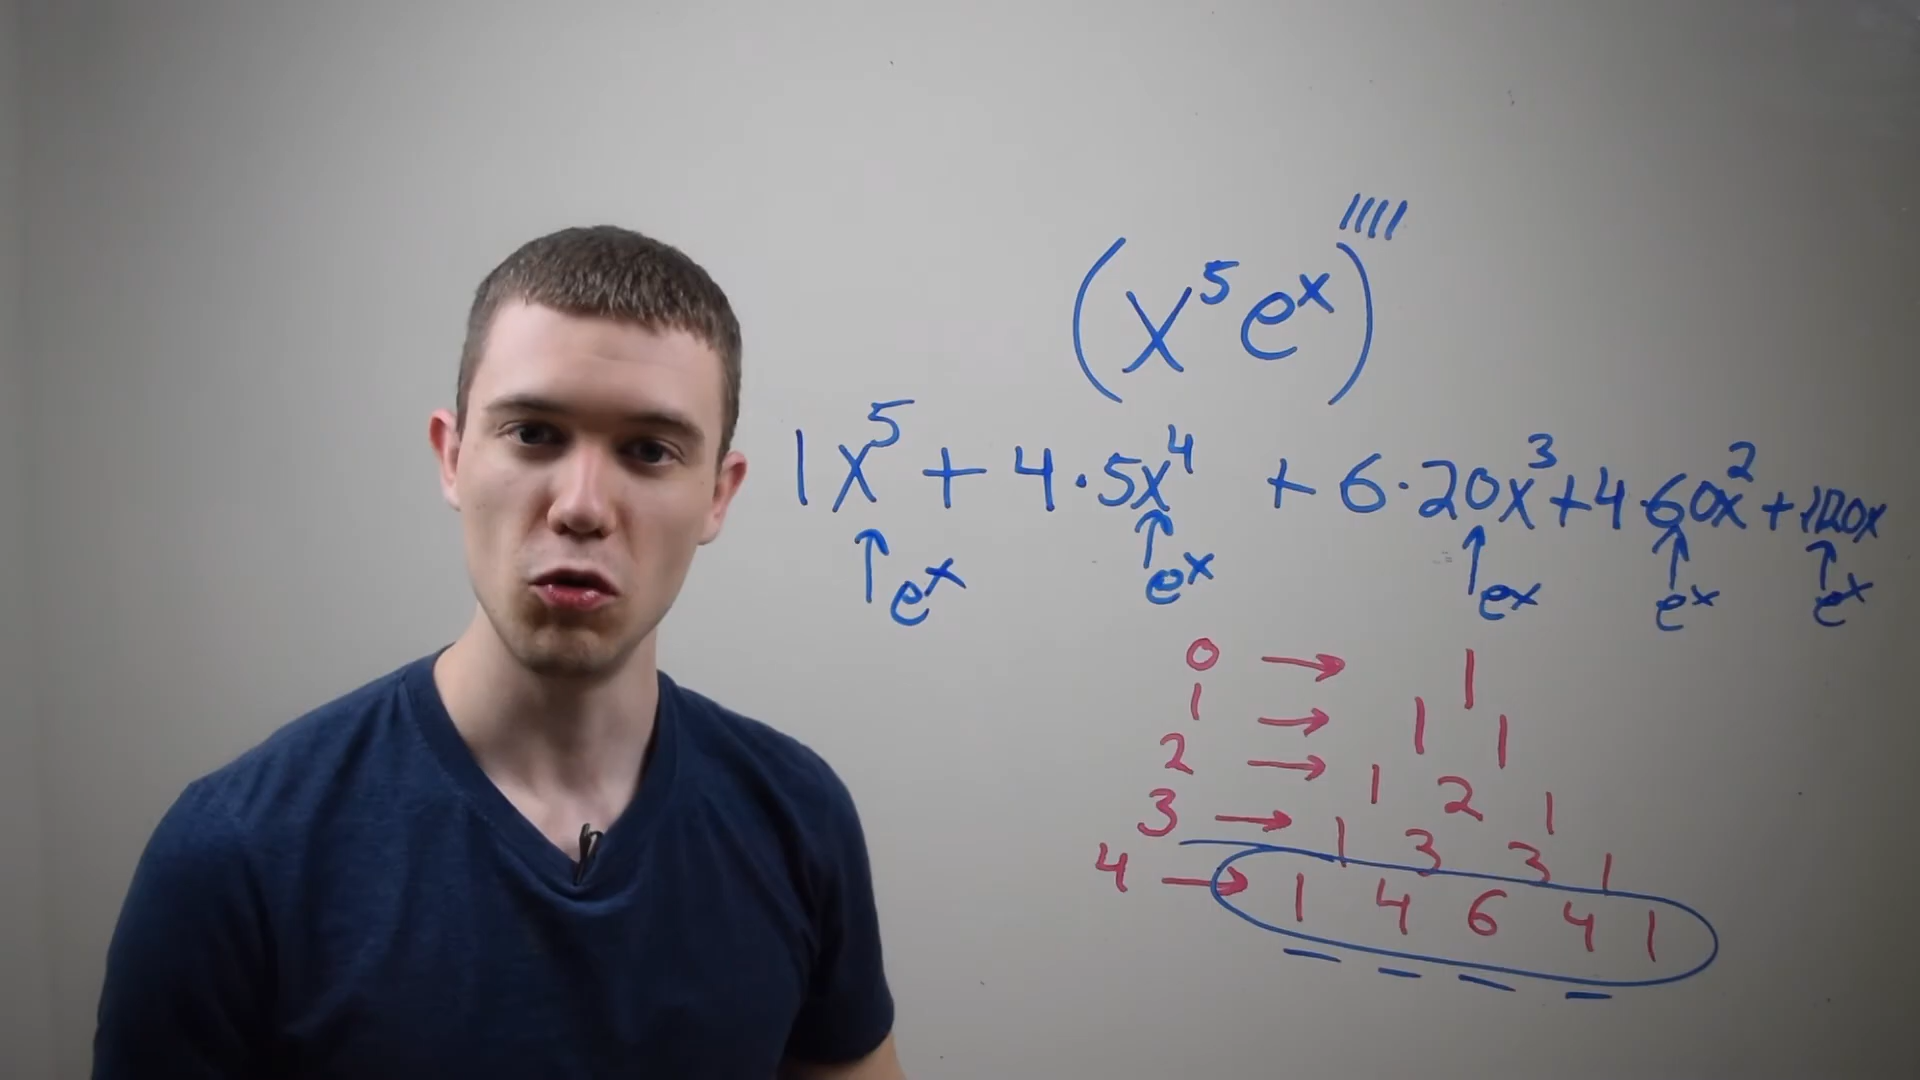 (x⁵eˣ)''''
1x⁵ + 4·5x⁴ + 6·20x³ + 4·60x² + 120x
↑eˣ ↑eˣ ↑eˣ ↑eˣ ↑eˣ
0 → 1
1 → 1 1
2 → 1 2 1
3 → 1 3 3 1
4 → 1 4 6 4 1